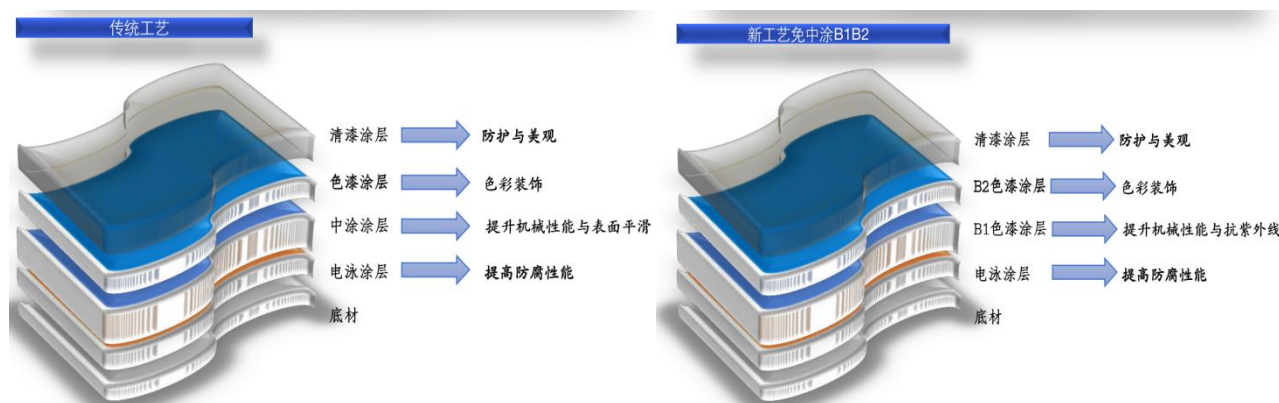 传统工艺
清漆涂层 防护与美观
色漆涂层 色彩装饰
中涂涂层 提升机械性能与表面平滑
电泳涂层 提高防腐性能
底材
新工艺免中涂B1B2
清漆涂层 防护与美观
B2色漆涂层 色彩装饰
B1色漆涂层 提升机械性能与抗紫外线
电泳涂层 提高防腐性能
底材